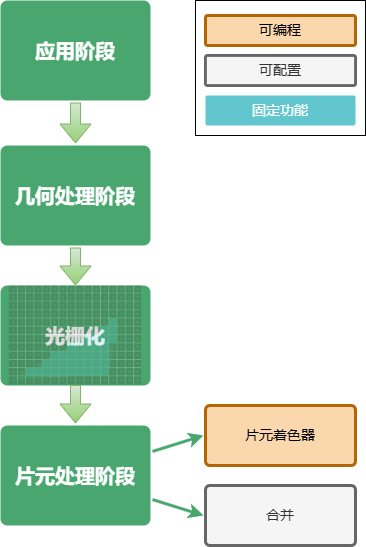 应用阶段
可编程
可配置
固定功能
几何处理阶段
光栅化
片元处理阶段
片元着色器
合并